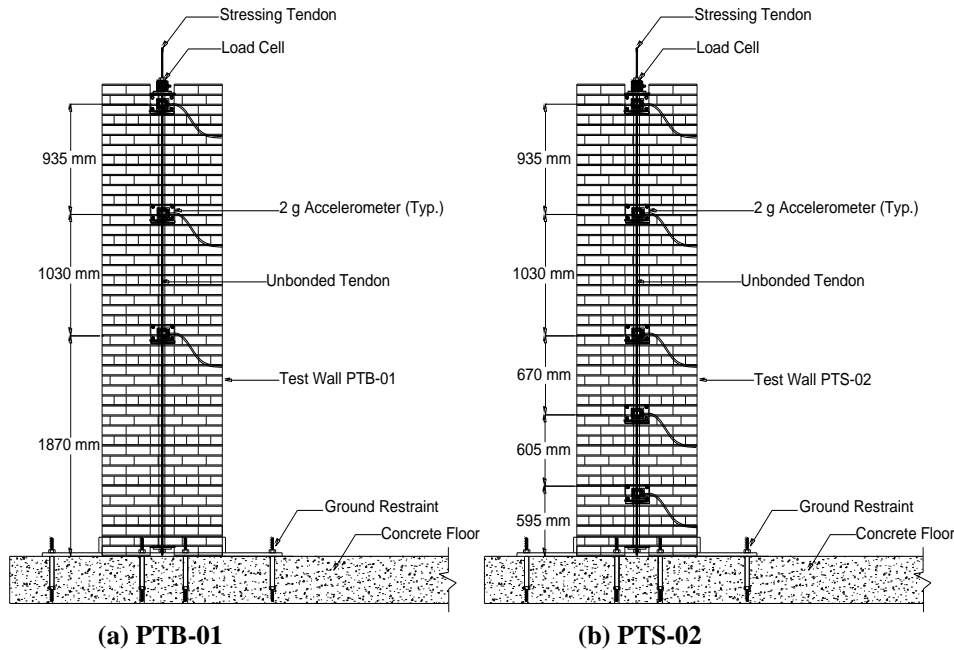 Stressing Tendon
Load Cell
935 mm
2 g Accelerometer (Typ.)
1030 mm
Unbonded Tendon
Test Wall PTB-01
1870 mm
Ground Restraint
Concrete Floor
(a) PTB-01
Stressing Tendon
Load Cell
935 mm
2 g Accelerometer (Typ.)
1030 mm
Unbonded Tendon
670 mm
Test Wall PTS-02
605 mm
595 mm
Ground Restraint
Concrete Floor
(b) PTS-02